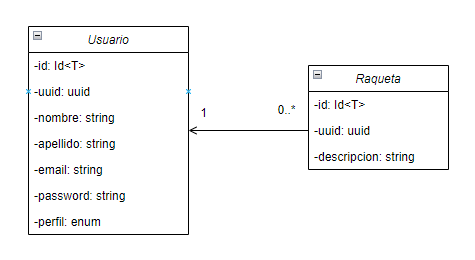 Usuario
-id: Id<T>
-uuid: uuid
-nombre: string
-apellido: string
-email: string
-password: string
-perfil: enum
1
0..*
Raqueta
-id: Id<T>
-uuid: uuid
-descripcion: string